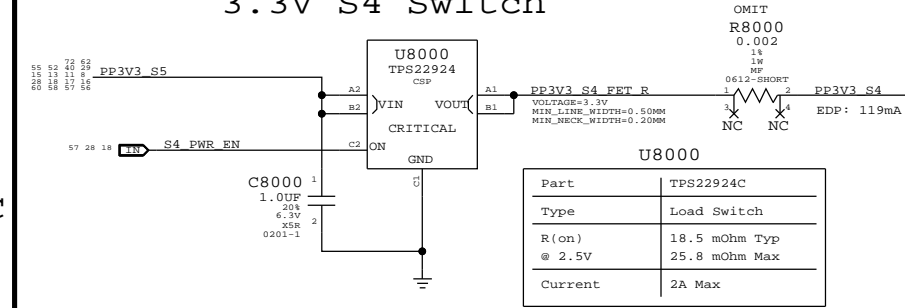 3.3V S4 Switch
OMIT
R8000
0.002
1%
1W
MF
0612-SHORT
U8000
TPS22924
CSP
72 62
55 52 40 29
15 13 11 8
28 18 17 16
60 58 57 56
PP3V3_S5
A2
B2
VIN
VOUT
A1
B1
CRITICAL
C2
ON
GND
C1
PP3V3_S4_FET_R
VOLTAGE=3.3V
MIN_LINE_WIDTH=0.50MM
MIN_NECK_WIDTH=0.20MM
1
2
3
4
NC
NC
PP3V3_S4
EDP: 119mA
57 28 18
IN
S4_PWR_EN
C8000
1
1.0UF
20%
6.3V
X5R
0201-1
2
U8000
Part TPS22924C
Type Load Switch
R(on) 18.5 mOhm Typ
@ 2.5V 25.8 mOhm Max
Current 2A Max